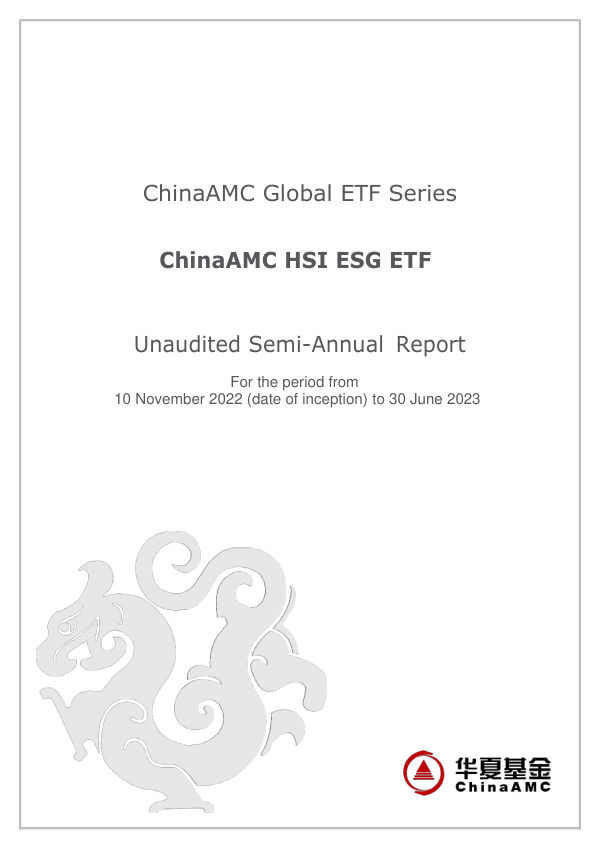 ChinaAMC Global ETF Series
ChinaAMC HSI ESG ETF
Unaudited Semi-Annual Report
For the period from
10 November 2022 (date of inception) to 30 June 2023
华夏基金
ChinaAMC